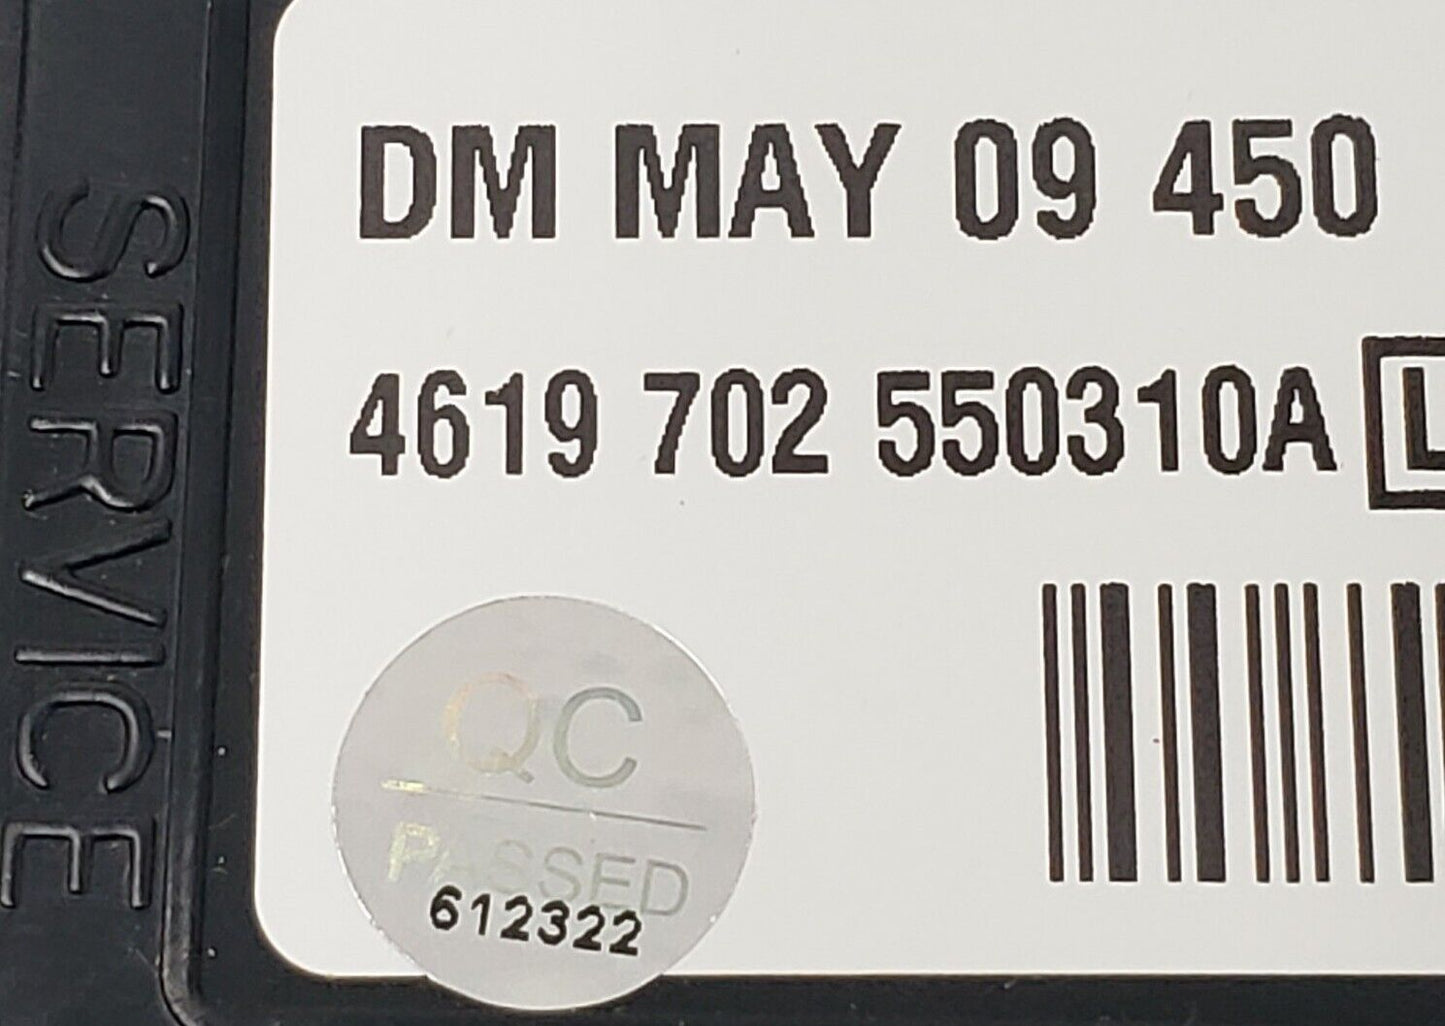 DM MAY 09 450
4619 702 550310A L
QC
PASSED
612322
SERVICE